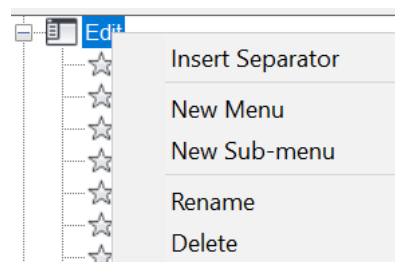 Edit
Insert Separator
New Menu
New Sub-menu
Rename
Delete